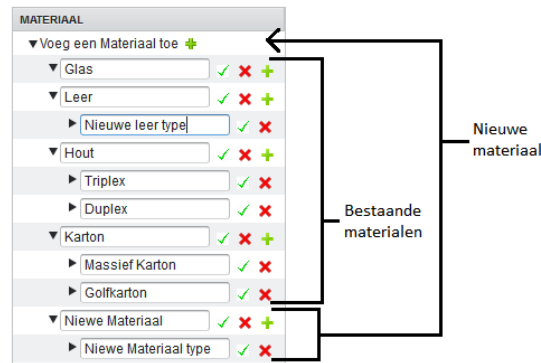 MATERIAAL
Voeg een Materiaal toe
Glas
Leer
Nieuwe leer type
Hout
Triplex
Duplex
Karton
Massief Karton
Golfkarton
Niewe Materiaal
Niewe Materiaal type
Bestaande
materialen
Nieuwe
materiaal